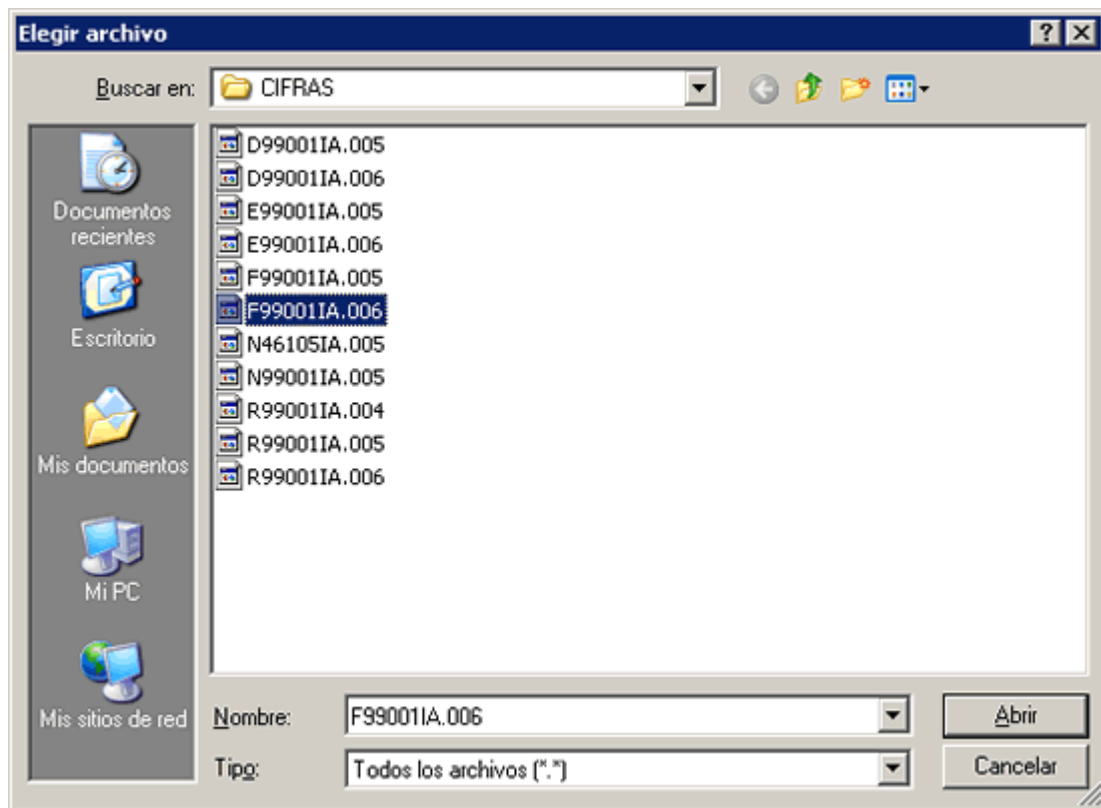 Elegir archivo
Buscar en:
CIFRAS
Documentos
recientes
Escritorio
Mis documentos
Mi PC
Mis sitios de red
D99001IA.005
D99001IA.006
E99001IA.005
E99001IA.006
F99001IA.005
F99001IA.006
N46105IA.005
N99001IA.005
R99001IA.004
R99001IA.005
R99001IA.006
Nombre:
F99001IA.006
Abrir
Tipo:
Todos los archivos (*.*)
Cancelar